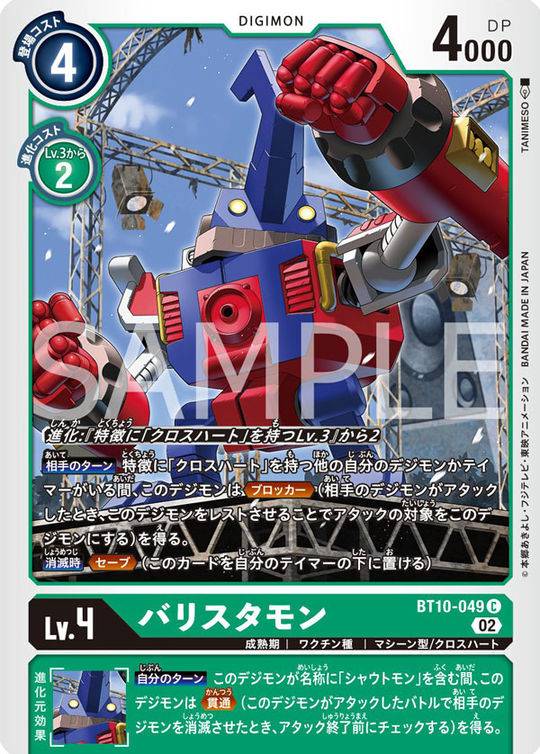 登場コスト
4
DIGIMON
DP
4000
進化コスト
Lv.3から
2
TANIMESO
BANDAI MADE IN JAPAN
© 本郷あきよし・フジテレビ・東映アニメーション
SAMPLE
進化:『特徴に「クロスハート」を持つLv.3』から2
相手のターン 特徴に「クロスハート」を持つ他の自分のデジモンかテイ
マーがいる間、このデジモンは ブロッカー (相手のデジモンがアタック
したとき、このデジモンをレストさせることでアタックの対象をこのデ
ジモンにする)を得る。
消滅時 セーブ (このカードを自分のテイマーの下に置ける)
Lv.4
バリスタモン
BT10-049 C
02
成熟期 | ワクチン種 | マシーン型/クロスハート
進化元効果
自分のターン このデジモンが名称に「シャウトモン」を含む間、この
デジモンは 貫通 (このデジモンがアタックしたバトルで相手のデ
ジモンを消滅させたとき、アタック終了前にチェックする)を得る。